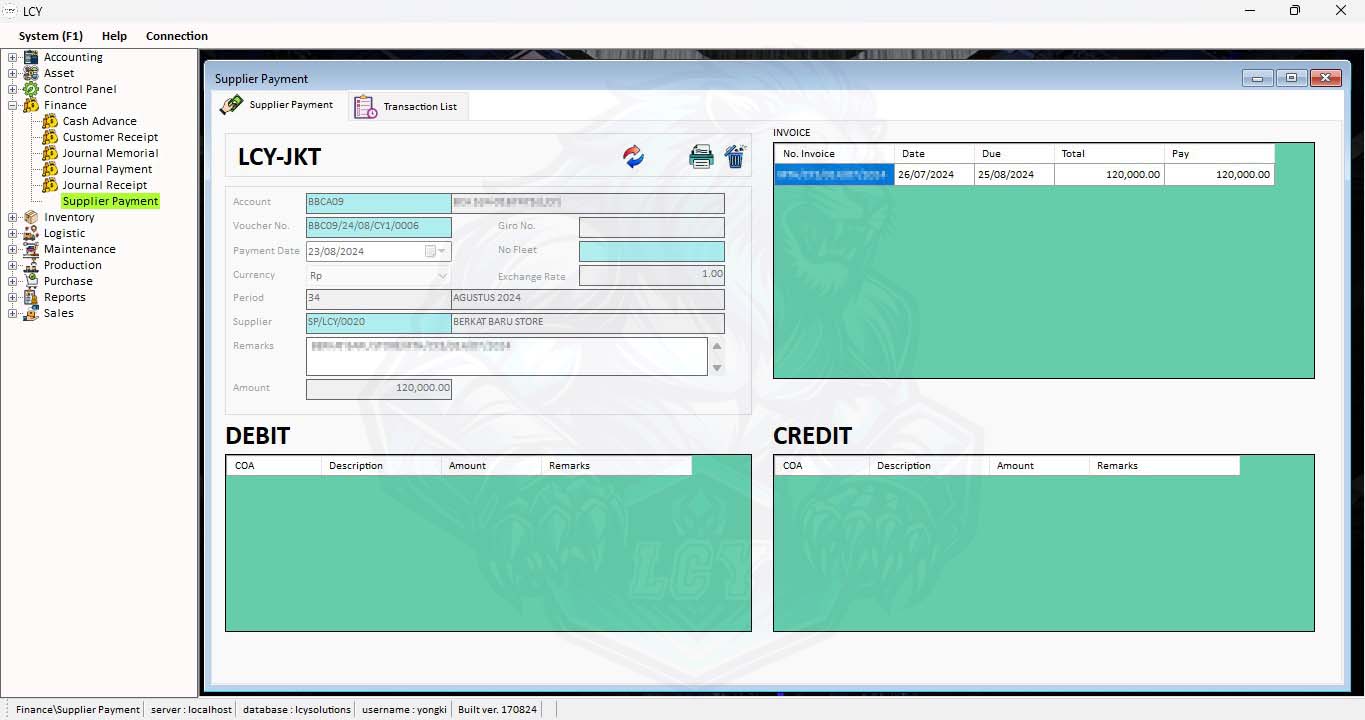 LCY
System (F1) Help Connection
Accounting
Asset
Control Panel
Finance
Cash Advance
Customer Receipt
Journal Memorial
Journal Payment
Journal Receipt
Supplier Payment
Inventory
Logistic
Maintenance
Production
Purchase
Reports
Sales
Supplier Payment
Supplier Payment Transaction List
LCY-JKT
Account BBCA09
Voucher No. BBC09/24/08/CY1/0006 Giro No.
Payment Date 23/08/2024 No Fleet
Currency Rp Exchange Rate 1.00
Period 34 AGUSTUS 2024
Supplier SP/LCY/0020 BERKAT BARU STORE
Remarks
Amount 120,000.00
INVOICE
No. Invoice Date Due Total Pay
26/07/2024 25/08/2024 120,000.00 120,000.00
DEBIT
COA Description Amount Remarks
CREDIT
COA Description Amount Remarks
LCY
Finance\Supplier Payment server : localhost database : lcysolutions username : yongki Built ver. 170824